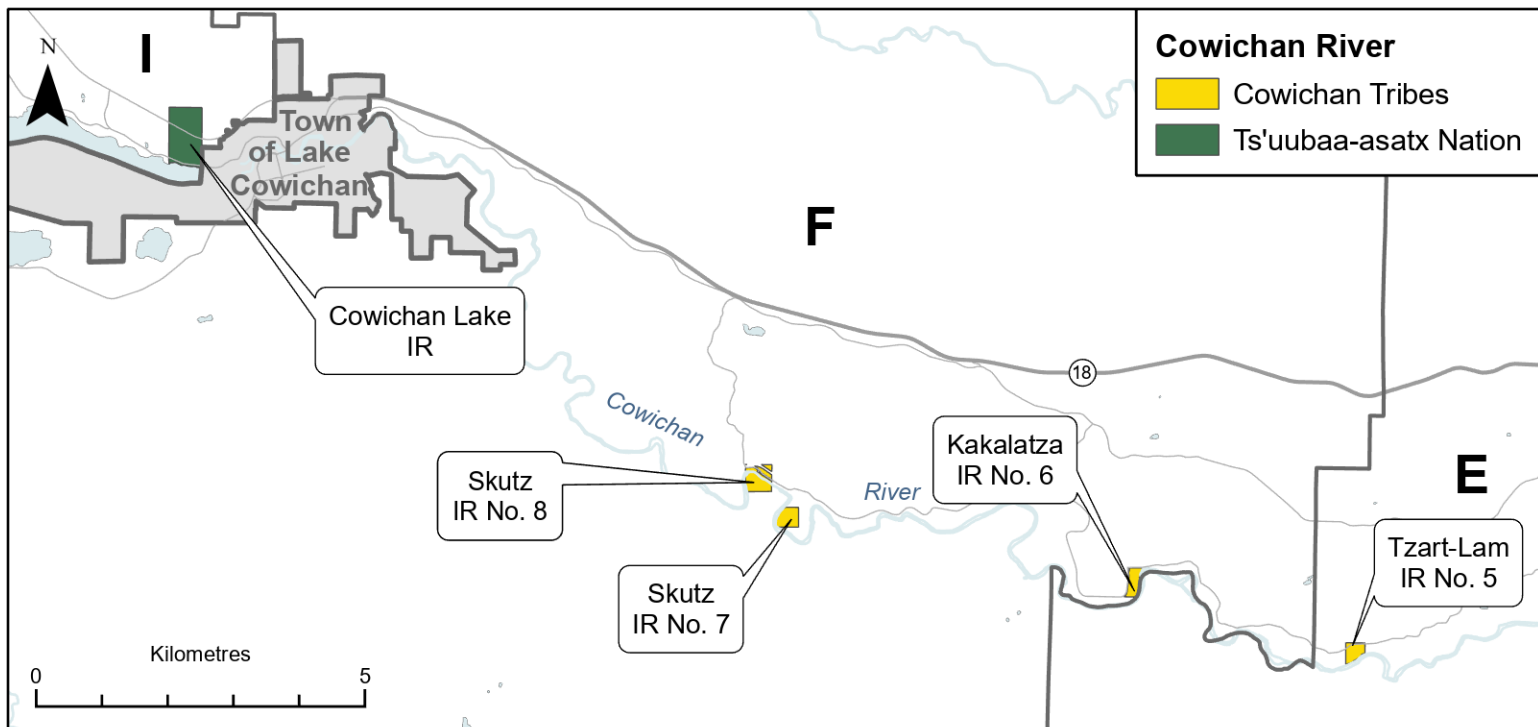 Cowichan River
Cowichan Tribes
Ts'uubaa-asatx Nation
I
N
Town
of Lake
Cowichan
F
Cowichan Lake
IR
18
Cowichan
River
Kakalatza
IR No. 6
E
Skutz
IR No. 8
Tzart-Lam
IR No. 5
Skutz
IR No. 7
Kilometres
0
5